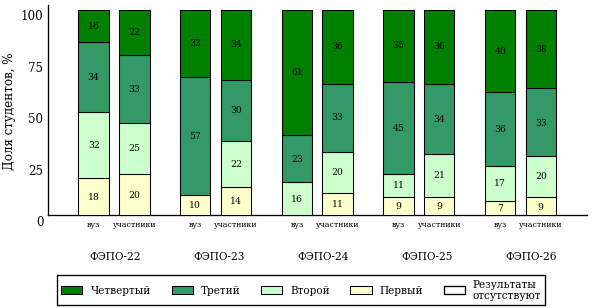 100
75
50
25
0
Доля студентов, %
16 22 33 34 61 36 35 36 40 38
34 33 57 30 23 33 45 34 36 33
32 25 22 16 20 11 21 17 20
18 20 10 14 11 9 9 7 9
вуз участники вуз участники вуз участники вуз участники вуз участники
ФЭПО-22 ФЭПО-23 ФЭПО-24 ФЭПО-25 ФЭПО-26
Четвертый Третий Второй Первый Результаты
отсутствуют